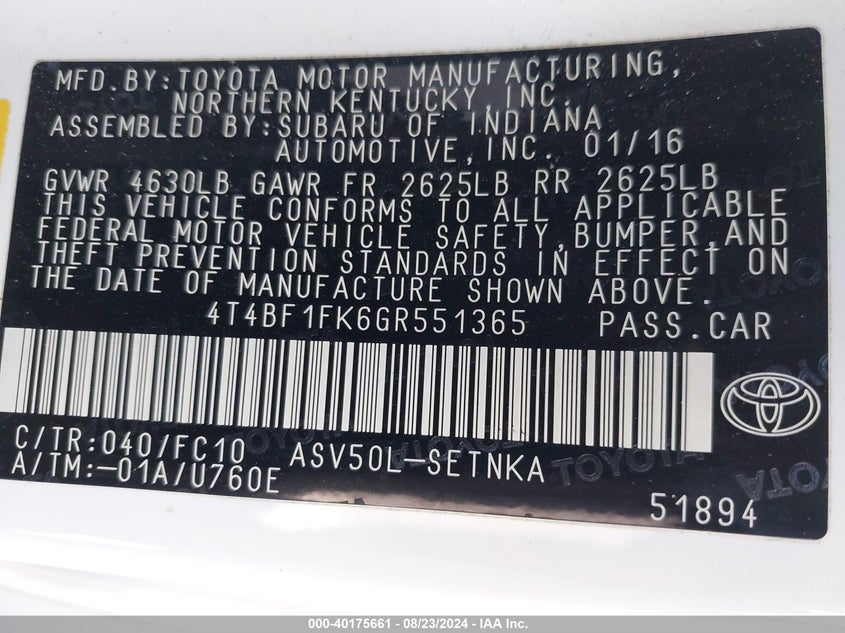 MFD.BY:TOYOTA MOTOR MANUFACTURING,
NORTHERN KENTUCKY, INC.
ASSEMBLED BY:SUBARU OF INDIANA
AUTOMOTIVE,INC. 01/16
GVWR 4630LB GAWR FR 2625LB RR 2625LB
THIS VEHICLE CONFORMS TO ALL APPLICABLE
FEDERAL MOTOR VEHICLE SAFETY,BUMPER,AND
THEFT PREVENTION STANDARDS IN EFFECT ON
THE DATE OF MANUFACTURE SHOWN ABOVE.
4T4BF1FK6GR551365 PASS.CAR
C/TR:040/FC10 ASV50L-SETNKA
A/TM:-01A/U760E
51894
000-40175661 - 08/23/2024 - IAA Inc.